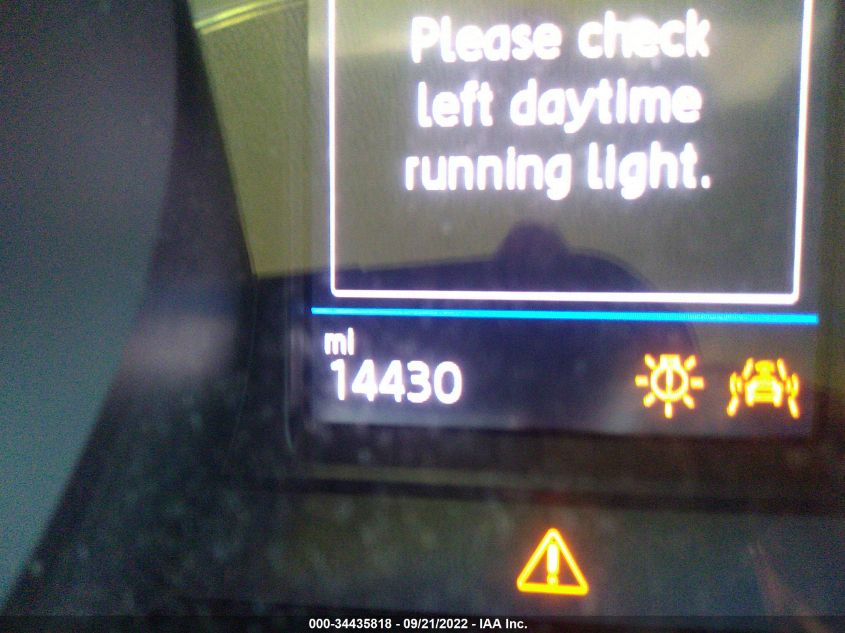 Please check
left daytime
running light.
mi
14430
000-34435818 - 09/21/2022 - IAA Inc.